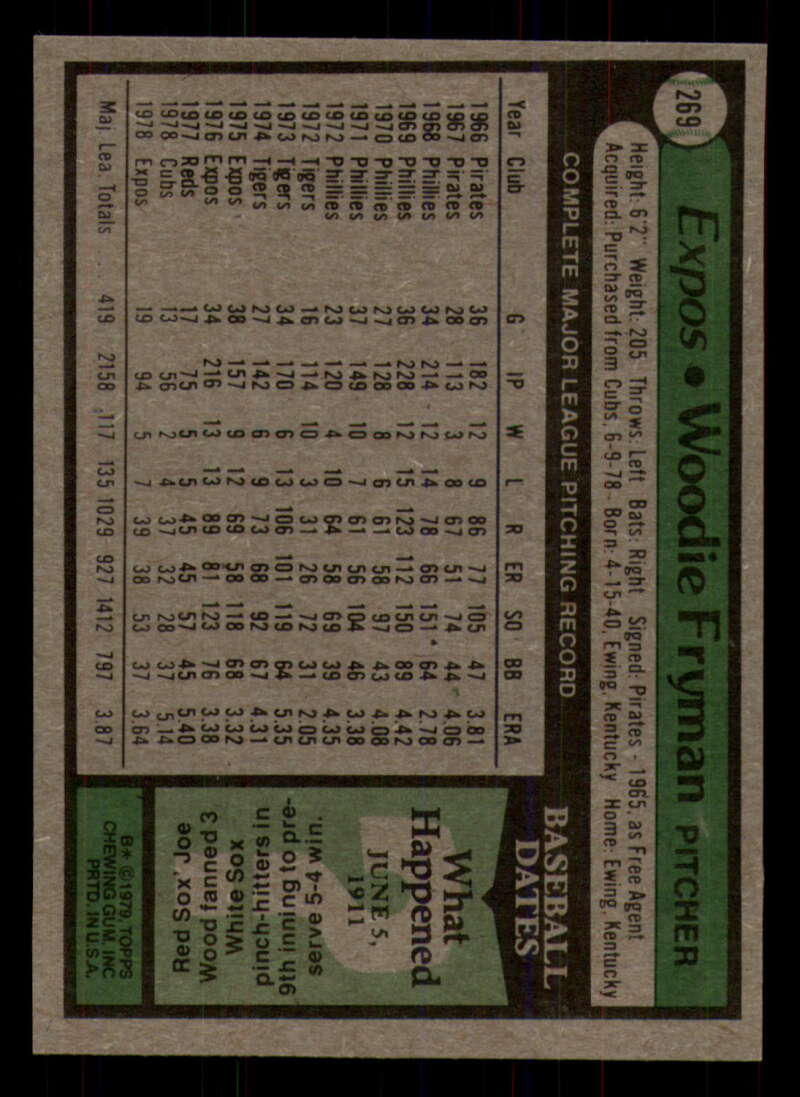 269
Expos • Woodie Fryman PITCHER
Height: 6'2" Weight: 205 Throws: Left Bats: Right Signed: Pirates - 1965, as Free Agent
Acquired: Purchased from Cubs, 6-9-78 - Born: 4-15-40, Ewing, Kentucky Home: Ewing, Kentucky
COMPLETE MAJOR LEAGUE PITCHING RECORD
Year Club G IP W L R ER SO BB ERA
1966 Pirates 36 182 12 9 86 77 105 47 3.81
1967 Pirates 28 113 3 8 67 51 74 44 4.06
1968 Phillies 34 214 12 14 78 66 151 64 2.78
1969 Phillies 36 228 12 15 123 112 150 89 4.42
1970 Phillies 27 128 8 6 61 58 97 43 4.08
1971 Phillies 37 149 10 7 61 56 104 46 3.38
1972 Phillies 23 120 4 10 64 58 69 39 4.35
1972 Tigers 16 114 10 3 31 26 72 31 2.05
1973 Tigers 34 170 6 13 106 101 119 64 5.35
1974 Tigers 27 142 6 9 73 68 92 67 4.31
1975 Expos 38 157 9 12 69 58 118 68 3.32
1976 Expos 34 216 13 13 89 81 123 76 3.38
1977 Reds 17 75 5 5 45 45 57 45 5.40
1978 Cubs 13 56 2 4 37 32 28 37 5.14
1978 Expos 19 94 5 7 39 38 53 37 3.64
Maj. Lea. Totals . . 419 2158 117 135 1029 927 1412 797 3.87
BASEBALL
DATES
What
Happened
JUNE 5,
1911
Red Sox' Joe
Wood fanned 3
White Sox
pinch-hitters in
9th inning to pre-
serve 5-4 win.
B* ©1979, TOPPS
CHEWING GUM, INC
PRTD. IN U.S.A.